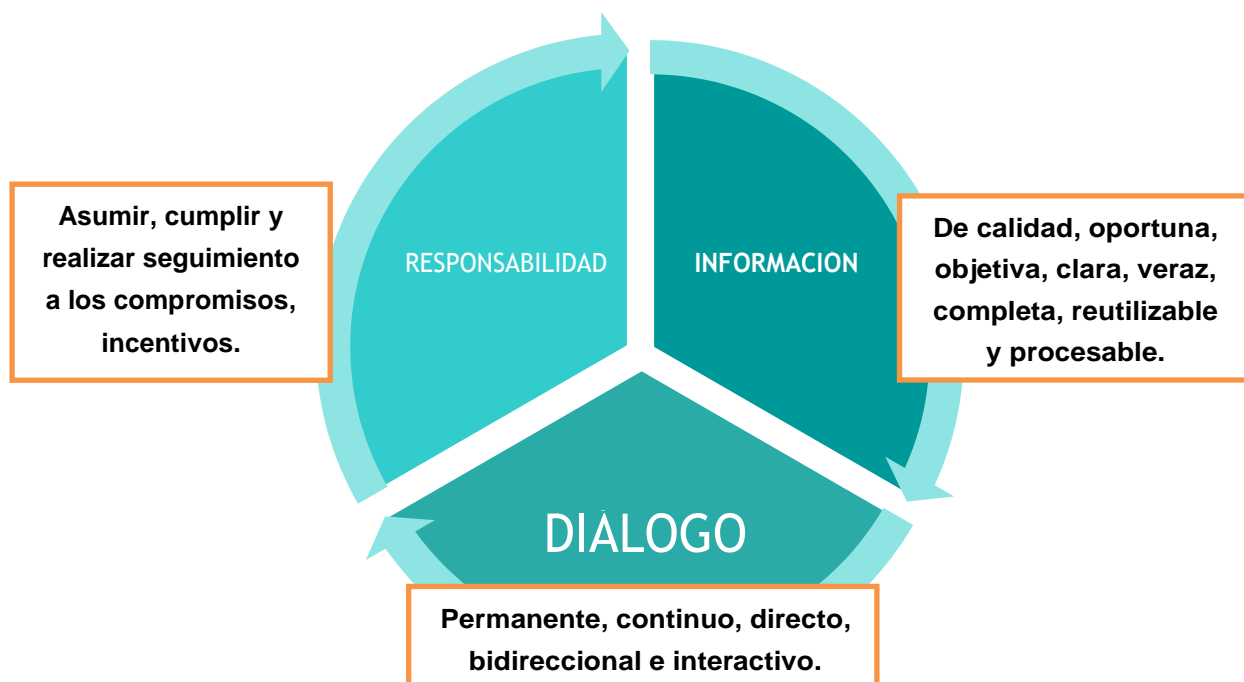 RESPONSABILIDAD
Asumir, cumplir y
realizar seguimiento
a los compromisos,
incentivos.
INFORMACION
De calidad, oportuna,
objetiva, clara, veraz,
completa, reutilizable
y procesable.
DIÁLOGO
Permanente, continuo, directo,
bidireccional e interactivo.